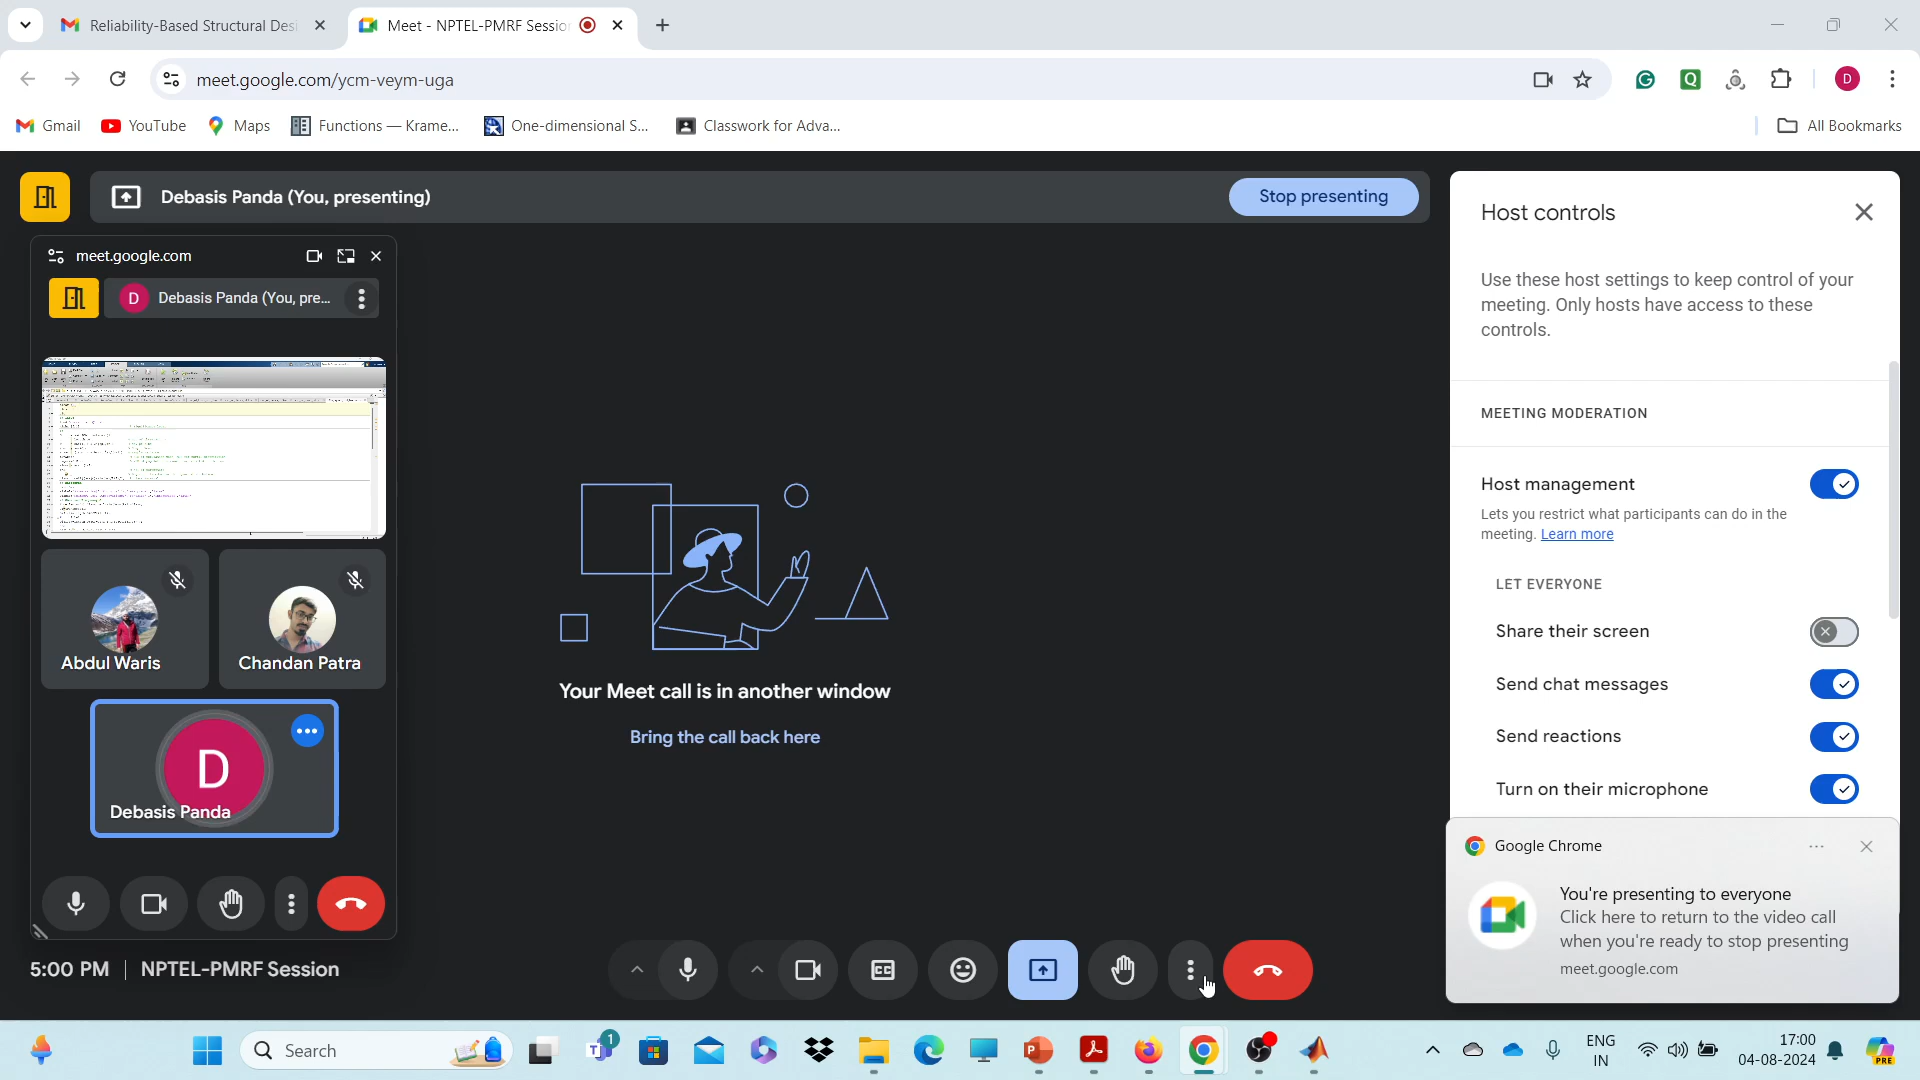 Reliability-Based Structural Desi
Meet - NPTEL-PMRF Session
meet.google.com/ycm-veym-uga
D
Gmail
YouTube
Maps
Functions — Krame...
One-dimensional S...
Classwork for Adva...
All Bookmarks
Debasis Panda (You, presenting)
Stop presenting
meet.google.com
D
Debasis Panda (You, pre...
Abdul Waris
Chandan Patra
D
Debasis Panda
Your Meet call is in another window
Bring the call back here
5:00 PM | NPTEL-PMRF Session
Host controls
Use these host settings to keep control of your
meeting. Only hosts have access to these
controls.
MEETING MODERATION
Host management
Lets you restrict what participants can do in the
meeting. Learn more
LET EVERYONE
Share their screen
Send chat messages
Send reactions
Turn on their microphone
Google Chrome
You're presenting to everyone
Click here to return to the video call
when you're ready to stop presenting
meet.google.com
Search
1
ENG
IN
17:00
04-08-2024
PRE